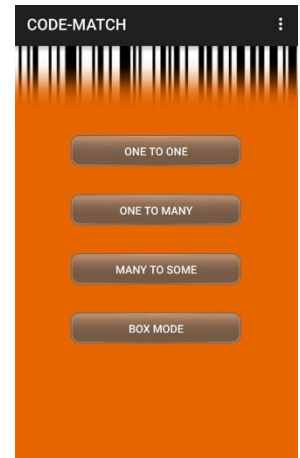 CODE-MATCH
ONE TO ONE
ONE TO MANY
MANY TO SOME
BOX MODE